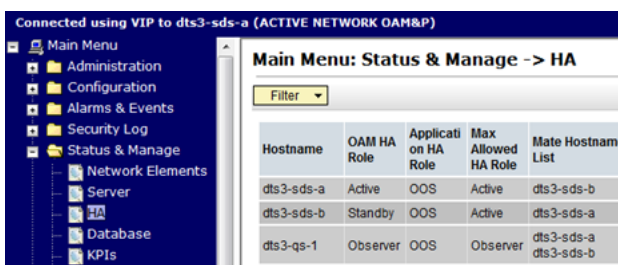 Connected using VIP to dts3-sds-a (ACTIVE NETWORK OAM&P)
Main Menu
Administration
Configuration
Alarms & Events
Security Log
Status & Manage
Network Elements
Server
HA
Database
KPIs
Main Menu: Status & Manage -> HA
Filter
Hostname OAM HA Role Applicati on HA Role Max Allowed HA Role Mate Hostnam List
dts3-sds-a Active OOS Active dts3-sds-b
dts3-sds-b Standby OOS Active dts3-sds-a
dts3-qs-1 Observer OOS Observer dts3-sds-a
dts3-sds-b